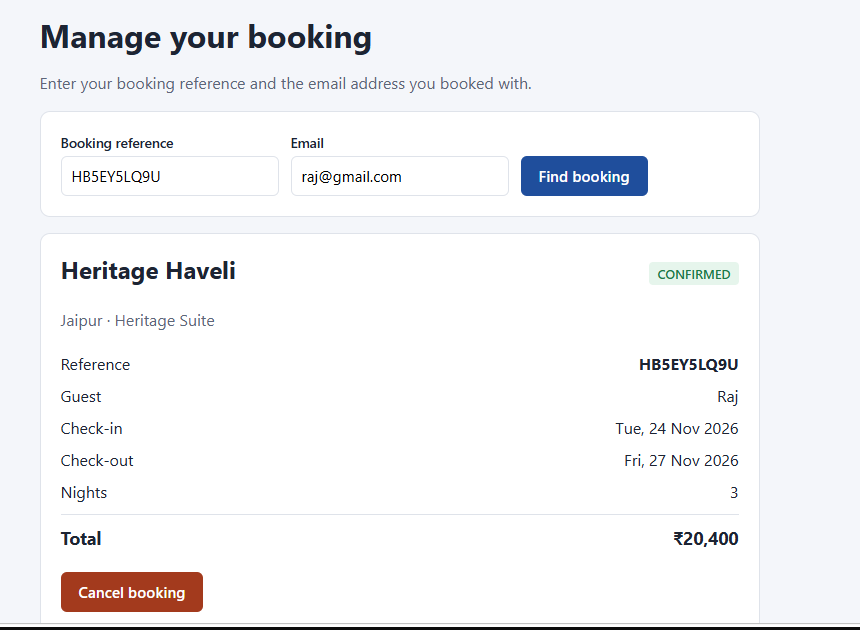 Manage your booking
Enter your booking reference and the email address you booked with.
Booking reference Email
HB5EY5LQ9U raj@gmail.com Find booking
Heritage Haveli CONFIRMED
Jaipur · Heritage Suite
Reference HB5EY5LQ9U
Guest Raj
Check-in Tue, 24 Nov 2026
Check-out Fri, 27 Nov 2026
Nights 3
Total ₹20,400
Cancel booking